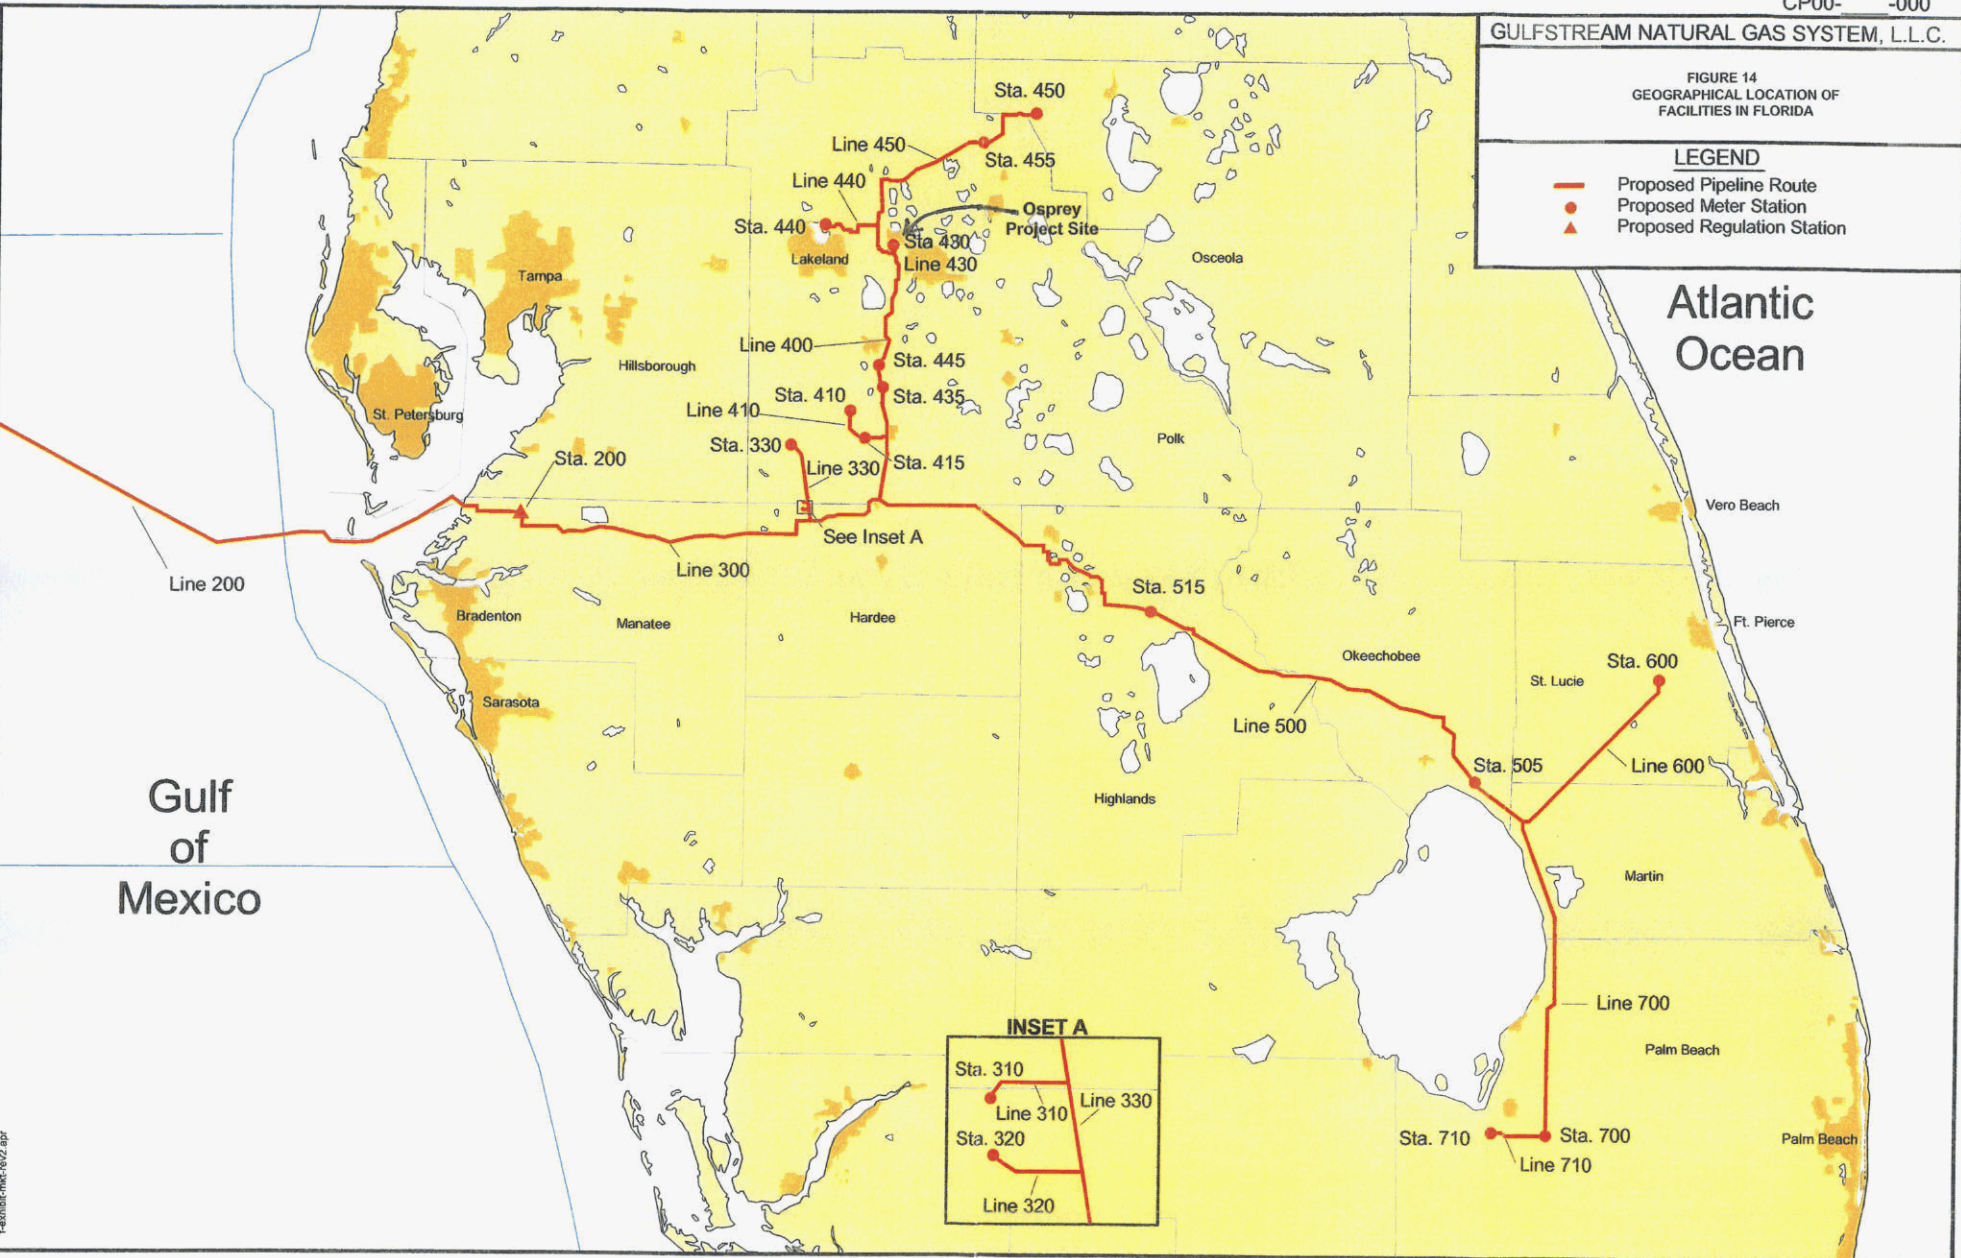 CP00-_____-000
GULFSTREAM NATURAL GAS SYSTEM, L.L.C.
FIGURE 14
GEOGRAPHICAL LOCATION OF
FACILITIES IN FLORIDA
LEGEND
Proposed Pipeline Route
Proposed Meter Station
Proposed Regulation Station
Sta. 450
Line 450
Sta. 455
Line 440
Osprey
Project Site
Sta. 440
Sta 430
Line 430
Lakeland
Osceola
Tampa
Atlantic
Ocean
Line 400
Sta. 445
Hillsborough
Sta. 410
Sta. 435
Line 410
St. Petersburg
Polk
Sta. 330
Sta. 200
Line 330
Sta. 415
Vero Beach
See Inset A
Line 200
Line 300
Sta. 515
Bradenton
Manatee
Hardee
Ft. Pierce
Okeechobee
Sta. 600
St. Lucie
Sarasota
Line 500
Sta. 505
Line 600
Gulf
of
Mexico
Highlands
Martin
Line 700
Palm Beach
INSET A
Sta. 310
Line 310
Line 330
Sta. 320
Line 320
Sta. 710
Sta. 700
Line 710
Palm Beach